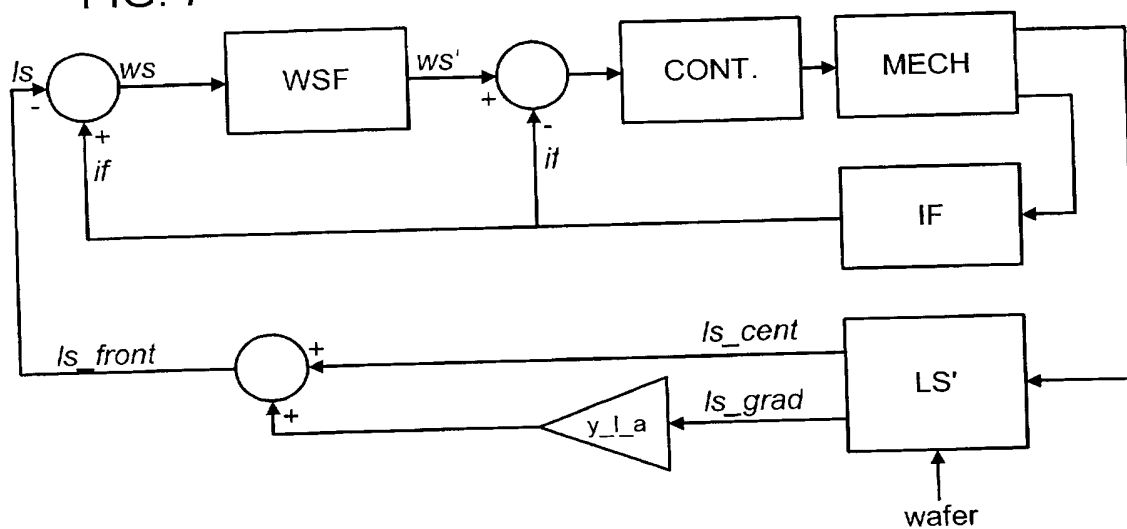 ls
ws
WSF
ws'
CONT.
MECH
-
+
+
-
if
if
IF
ls_front
+
ls_cent
LS'
+
y_l_a
ls_grad
wafer